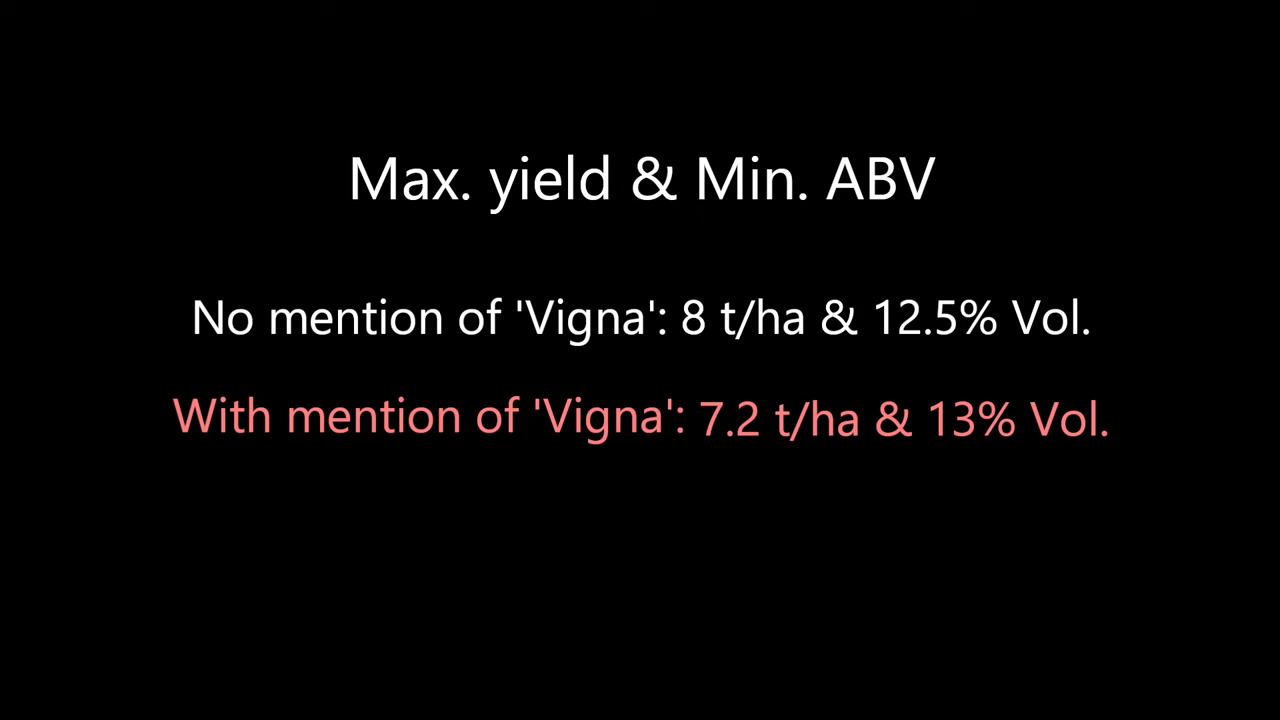 Max. yield & Min. ABV
No mention of 'Vigna': 8 t/ha & 12.5% Vol.
With mention of 'Vigna': 7.2 t/ha & 13% Vol.